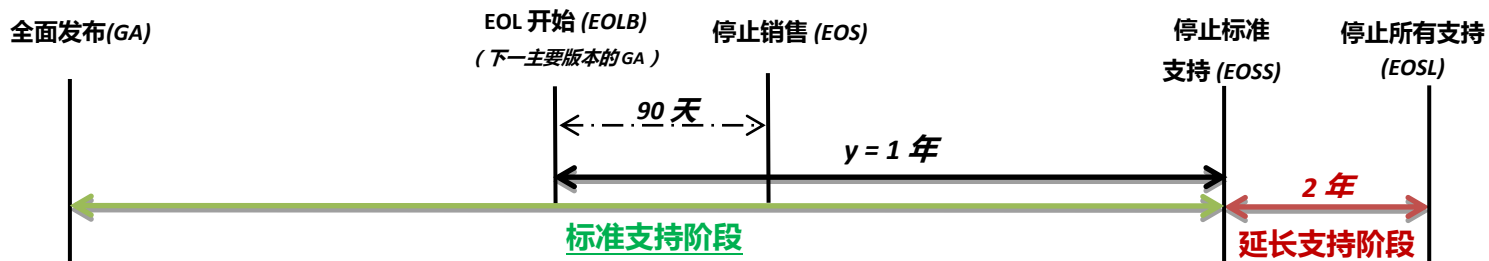 全面发布(GA)
EOL 开始 (EOLB)
（下一主要版本的 GA ）
停止销售 (EOS)
停止标准
支持 (EOSS)
停止所有支持
(EOSL)
90 天
y = 1 年
2 年
标准支持阶段
延长支持阶段